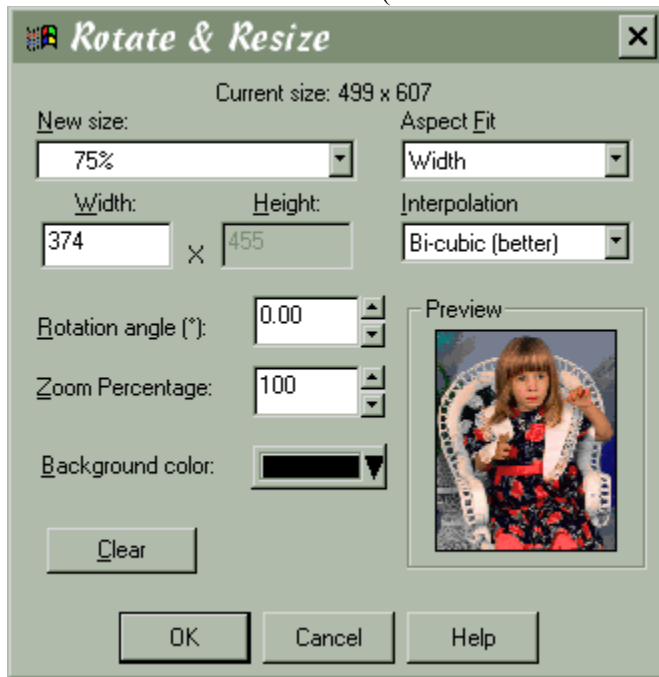 Rotate & Resize
Current size: 499 x 607
New size:
Aspect Fit
75%
Width
Width:
Height:
Interpolation
374
X
455
Bi-cubic (better)
Rotation angle (°):
0.00
Preview
Zoom Percentage:
100
Background color:
Clear
OK
Cancel
Help